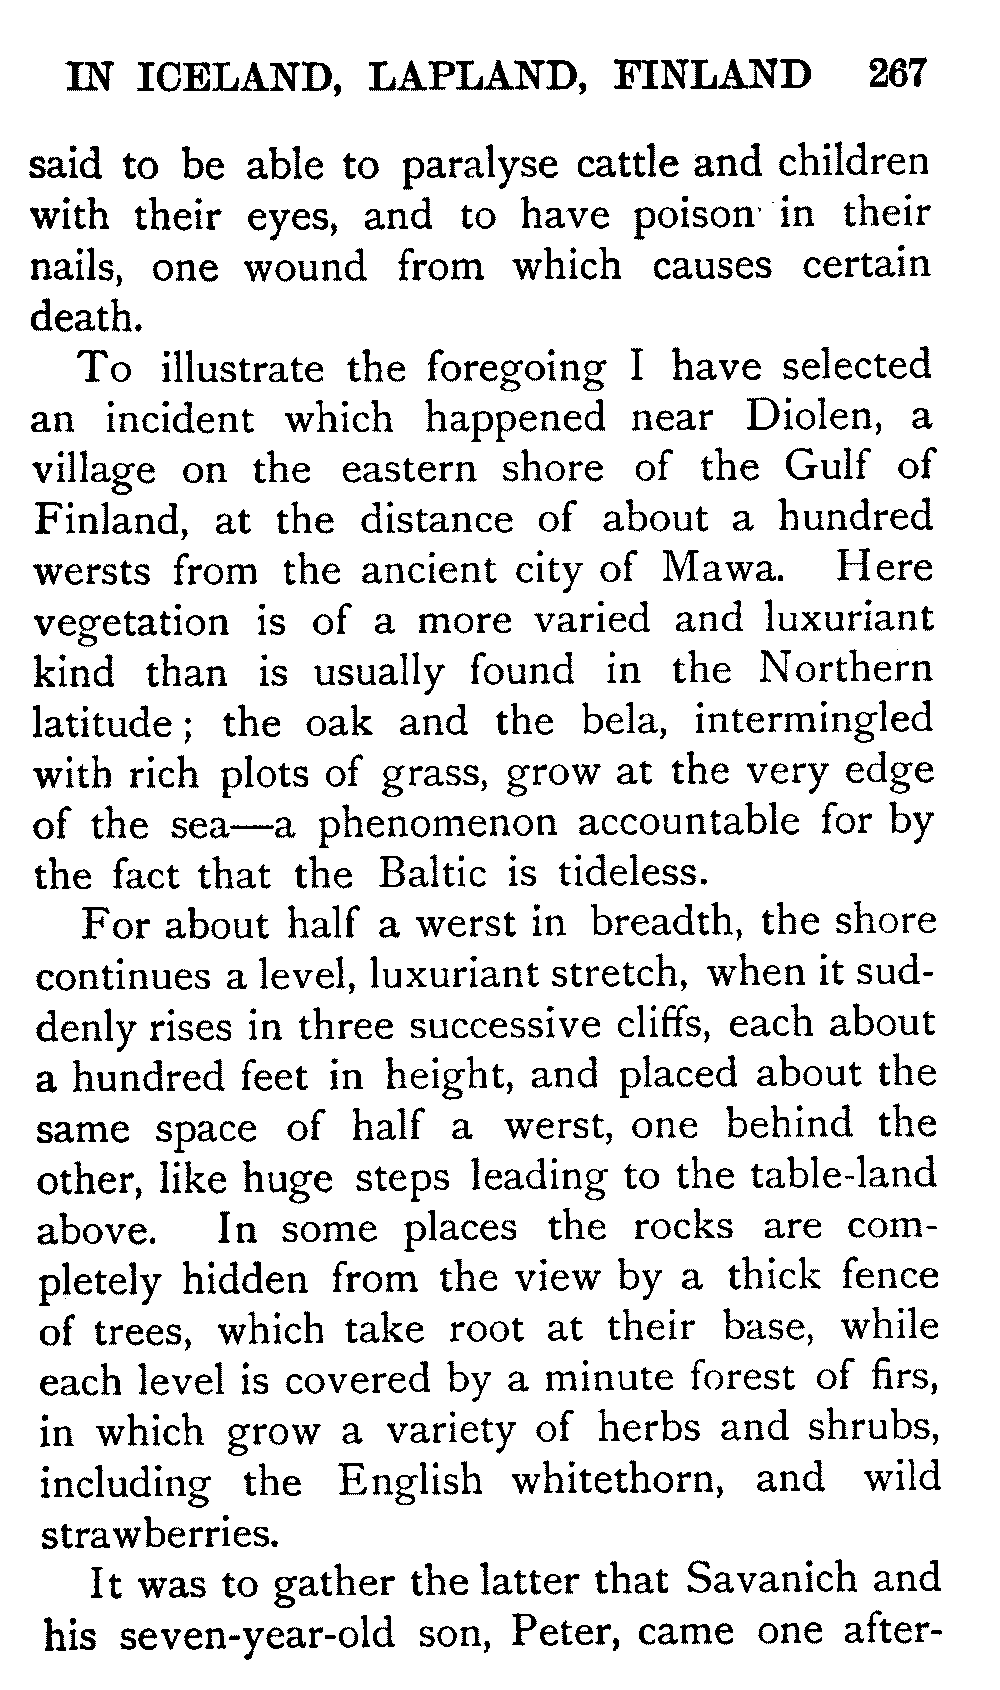 IN ICELAND, LAPLAND, FINLAND 267
said to be able to paralyse cattle and children
with their eyes, and to have poison in their
nails, one wound from which causes certain
death.
To illustrate the foregoing I have selected
an incident which happened near Diolen, a
village on the eastern shore of the Gulf of
Finland, at the distance of about a hundred
wersts from the ancient city of Mawa. Here
vegetation is of a more varied and luxuriant
kind than is usually found in the Northern
latitude; the oak and the bela, intermingled
with rich plots of grass, grow at the very edge
of the sea—a phenomenon accountable for by
the fact that the Baltic is tideless.
For about half a werst in breadth, the shore
continues a level, luxuriant stretch, when it sud-
denly rises in three successive cliffs, each about
a hundred feet in height, and placed about the
same space of half a werst, one behind the
other, like huge steps leading to the table-land
above. In some places the rocks are com-
pletely hidden from the view by a thick fence
of trees, which take root at their base, while
each level is covered by a minute forest of firs,
in which grow a variety of herbs and shrubs,
including the English whitethorn, and wild
strawberries.
It was to gather the latter that Savanich and
his seven-year-old son, Peter, came one after-